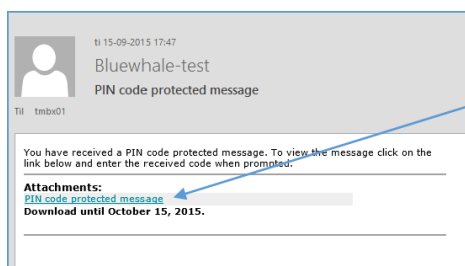 ti 15-09-2015 17:47
Bluewhale-test
PIN code protected message
Til tmbx01
You have received a PIN code protected message. To view the message click on the
link below and enter the received code when prompted.
Attachments:
PIN code protected message
Download until October 15, 2015.